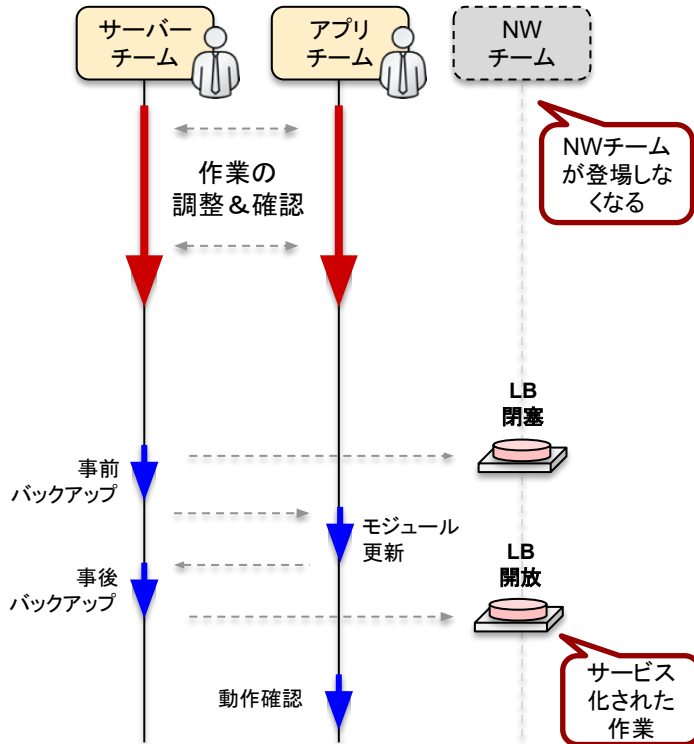 サーバー
チーム
アプリ
チーム
NW
チーム
NWチーム
が登場しな
くなる
作業の
調整＆確認
LB
閉塞
事前
バックアップ
モジュール
更新
LB
開放
事後
バックアップ
サービス
化された
作業
動作確認